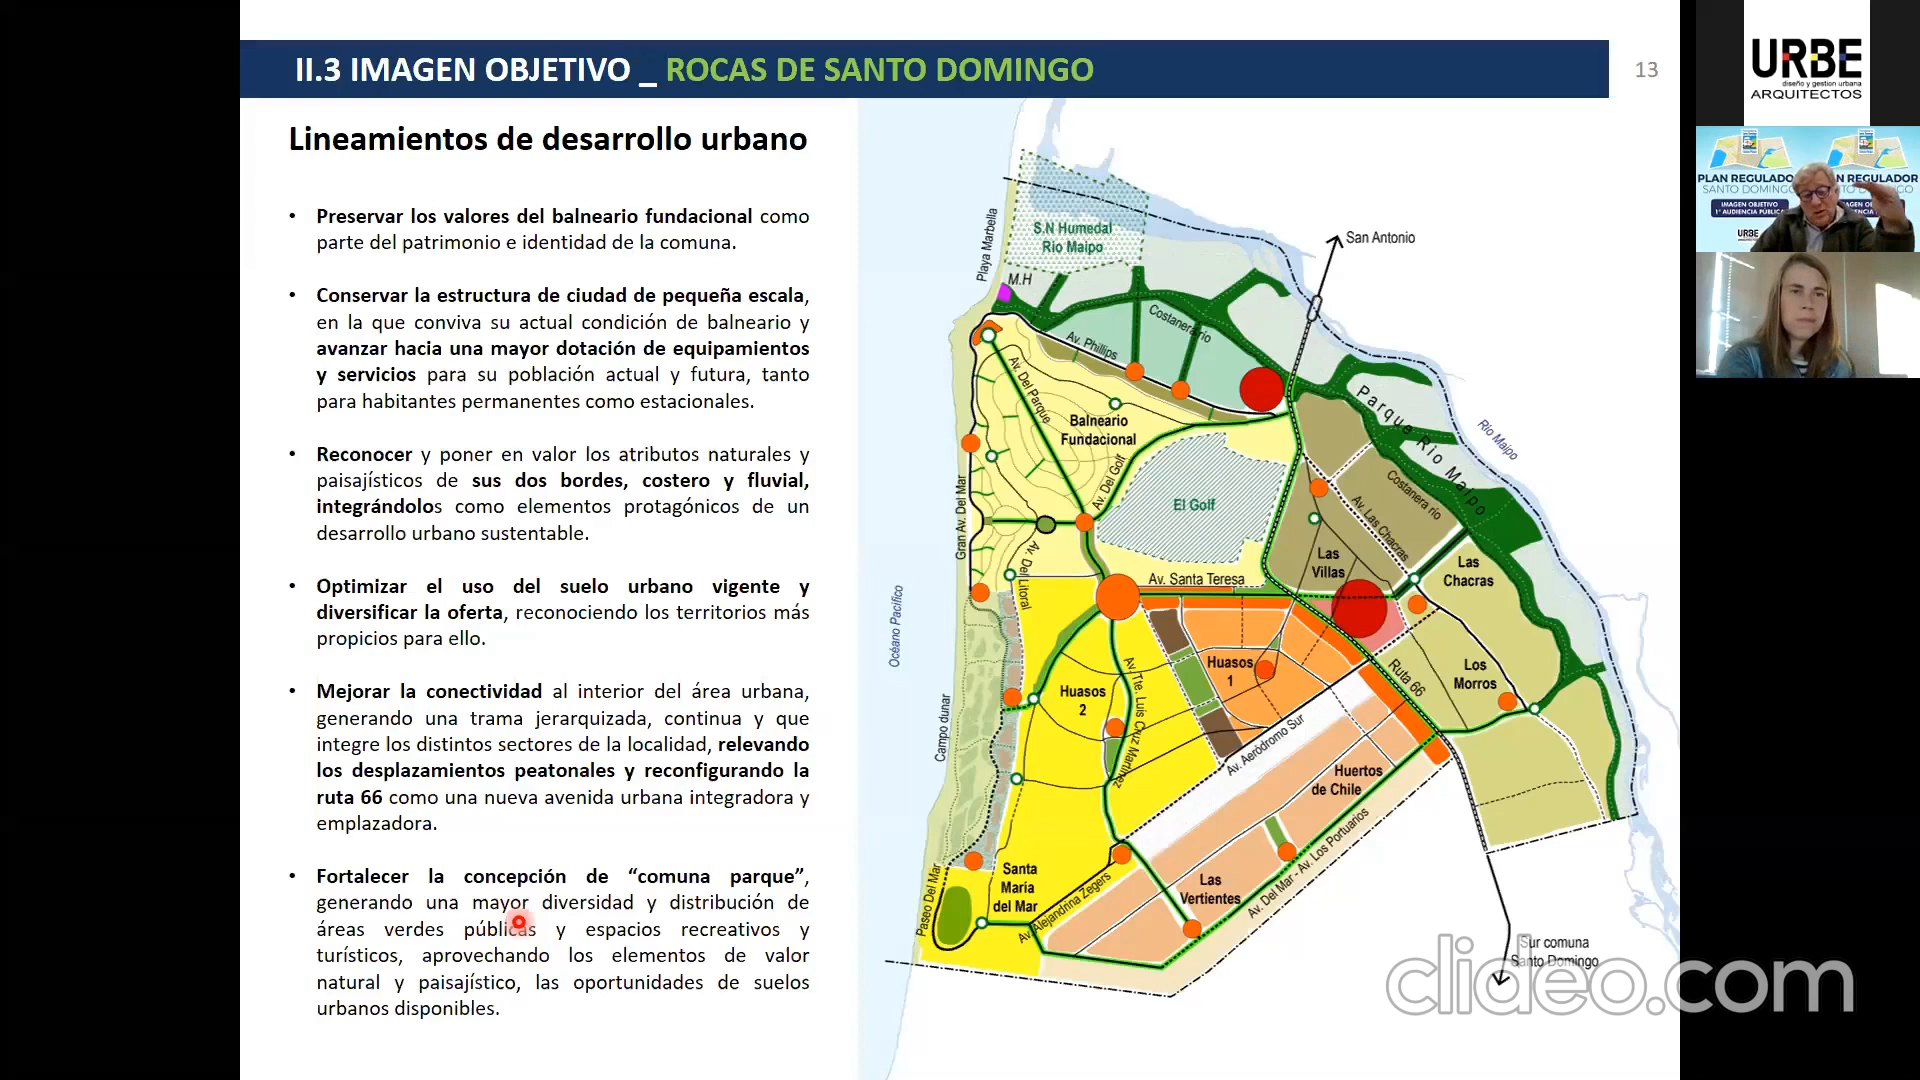 II.3 IMAGEN OBJETIVO _ ROCAS DE SANTO DOMINGO
13
Lineamientos de desarrollo urbano
• Preservar los valores del balneario fundacional como
parte del patrimonio e identidad de la comuna.
• Conservar la estructura de ciudad de pequeña escala,
en la que conviva su actual condición de balneario y
avanzar hacia una mayor dotación de equipamientos
y servicios para su población actual y futura, tanto
para habitantes permanentes como estacionales.
• Reconocer y poner en valor los atributos naturales y
paisajísticos de sus dos bordes, costero y fluvial,
integrándolos como elementos protagónicos de un
desarrollo urbano sustentable.
• Optimizar el uso del suelo urbano vigente y
diversificar la oferta, reconociendo los territorios más
propicios para ello.
• Mejorar la conectividad al interior del área urbana,
generando una trama jerarquizada, continua y que
integre los distintos sectores de la localidad, relevando
los desplazamientos peatonales y reconfigurando la
ruta 66 como una nueva avenida urbana integradora y
emplazadora.
• Fortalecer la concepción de “comuna parque”,
generando una mayor diversidad y distribución de
áreas verdes públicas y espacios recreativos y
turísticos, aprovechando los elementos de valor
natural y paisajístico, las oportunidades de suelos
urbanos disponibles.
S.N Humedal
Río Maipo
Playa Marbella
M.H
San Antonio
Costanera río
Av. Phillips
Av. Del Parque
Balneario
Fundacional
Av. Del Golf
El Golf
Parque Río Maipo
Río Maipo
Costanera río
Av. Las Chacras
Gran Av. Del Mar
Av. Del Litoral
Las
Villas
Las
Chacras
Av. Santa Teresa
Océano Pacífico
Huasos
1
Huasos
2
Av. Tte. Luis Cruz Martínez
Ruta 66
Los
Morros
Campo dunar
Av. Aeródromo Sur
Huertos
de Chile
Santa
María
del Mar
Paseo Del Mar
Av. Alejandrina Zegers
Las
Vertientes
Av. Del Mar - Av. Los Portuarios
Sur comuna
Santo Domingo
clideo.com
URBE
diseño y gestion urbana
ARQUITECTOS
PLAN REGULADO
SANTO DOMINGO
IMAGEN OBJETIVO
1° AUDIENCIA PÚBLI
URBE
N REGULADOR